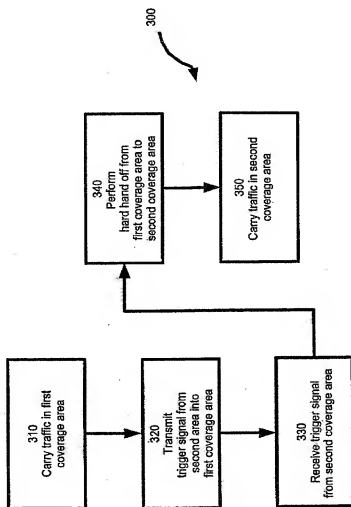 310
Carry traffic in first
coverage area
320
Transmit
trigger signal from
second area into
first coverage area
330
Receive trigger signal
from second coverage area
340
Perform
hard hand off from
first coverage area to
second coverage area
350
Carry traffic in second
coverage area
300